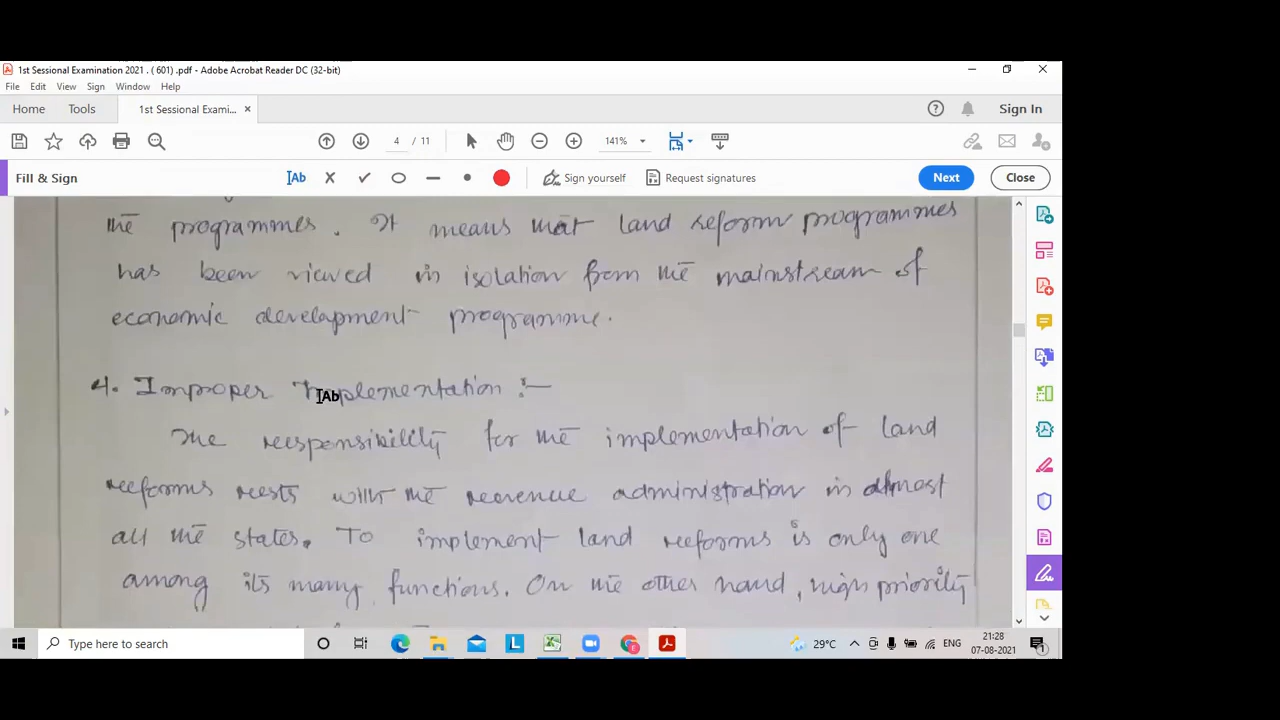 1st Sessional Examination 2021 . ( 601) .pdf - Adobe Acrobat Reader DC (32-bit)
File Edit View Sign Window Help
Home Tools 1st Sessional Exami... × Sign In
4 / 11 141%
Fill & Sign Ab Sign yourself Request signatures Next Close
the programmes. It means that land reform programmes
has been viewed in isolation from the mainstream of
economic development programme.
4. Improper Implementation :-
Ab
The responsibility for the implementation of land
reeforms rests with the revenue administration in almost
all the states. To implement land reeforms is only one
among its many functions. On the other hand, high priority
Type here to search 29°C ENG 21:28
07-08-2021